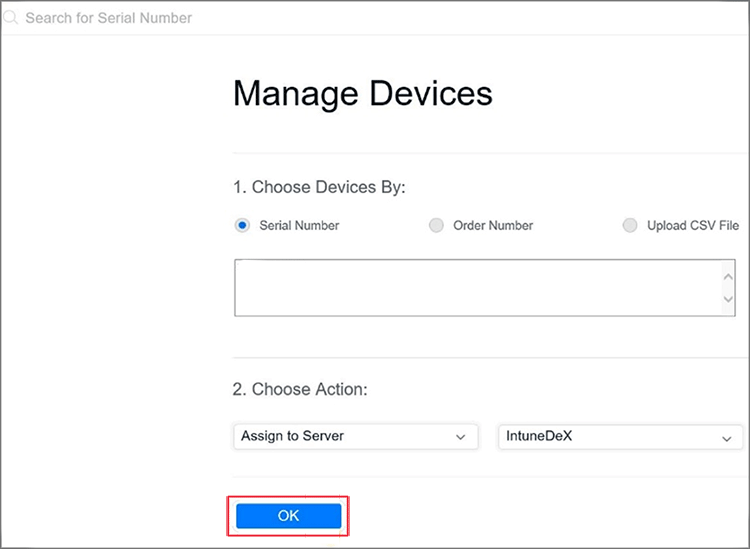 Search for Serial Number
Manage Devices
1. Choose Devices By:
Serial Number Order Number Upload CSV File
2. Choose Action:
Assign to Server IntuneDeX
OK